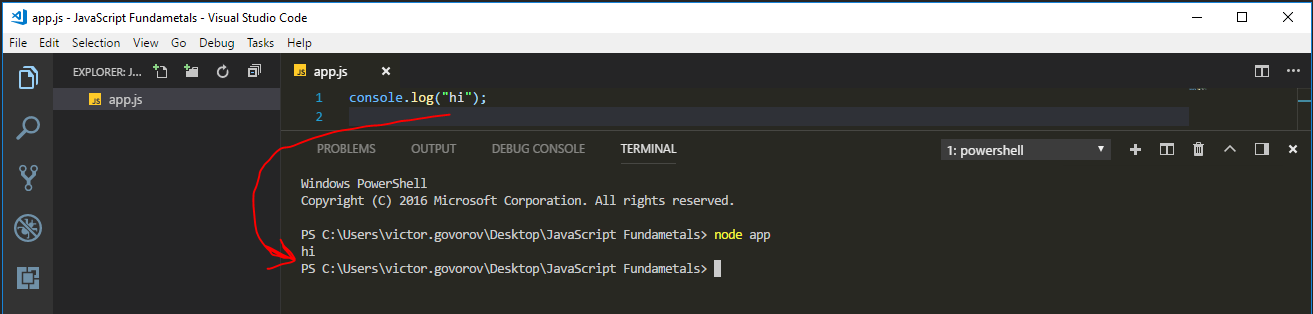 app.js - JavaScript Fundametals - Visual Studio Code
File Edit Selection View Go Debug Tasks Help
EXPLORER: J...
JS app.js
JS app.js
1 console.log("hi");
2
PROBLEMS OUTPUT DEBUG CONSOLE TERMINAL 1: powershell
Windows PowerShell
Copyright (C) 2016 Microsoft Corporation. All rights reserved.
PS C:\Users\victor.govorov\Desktop\JavaScript Fundametals> node app
hi
PS C:\Users\victor.govorov\Desktop\JavaScript Fundametals>